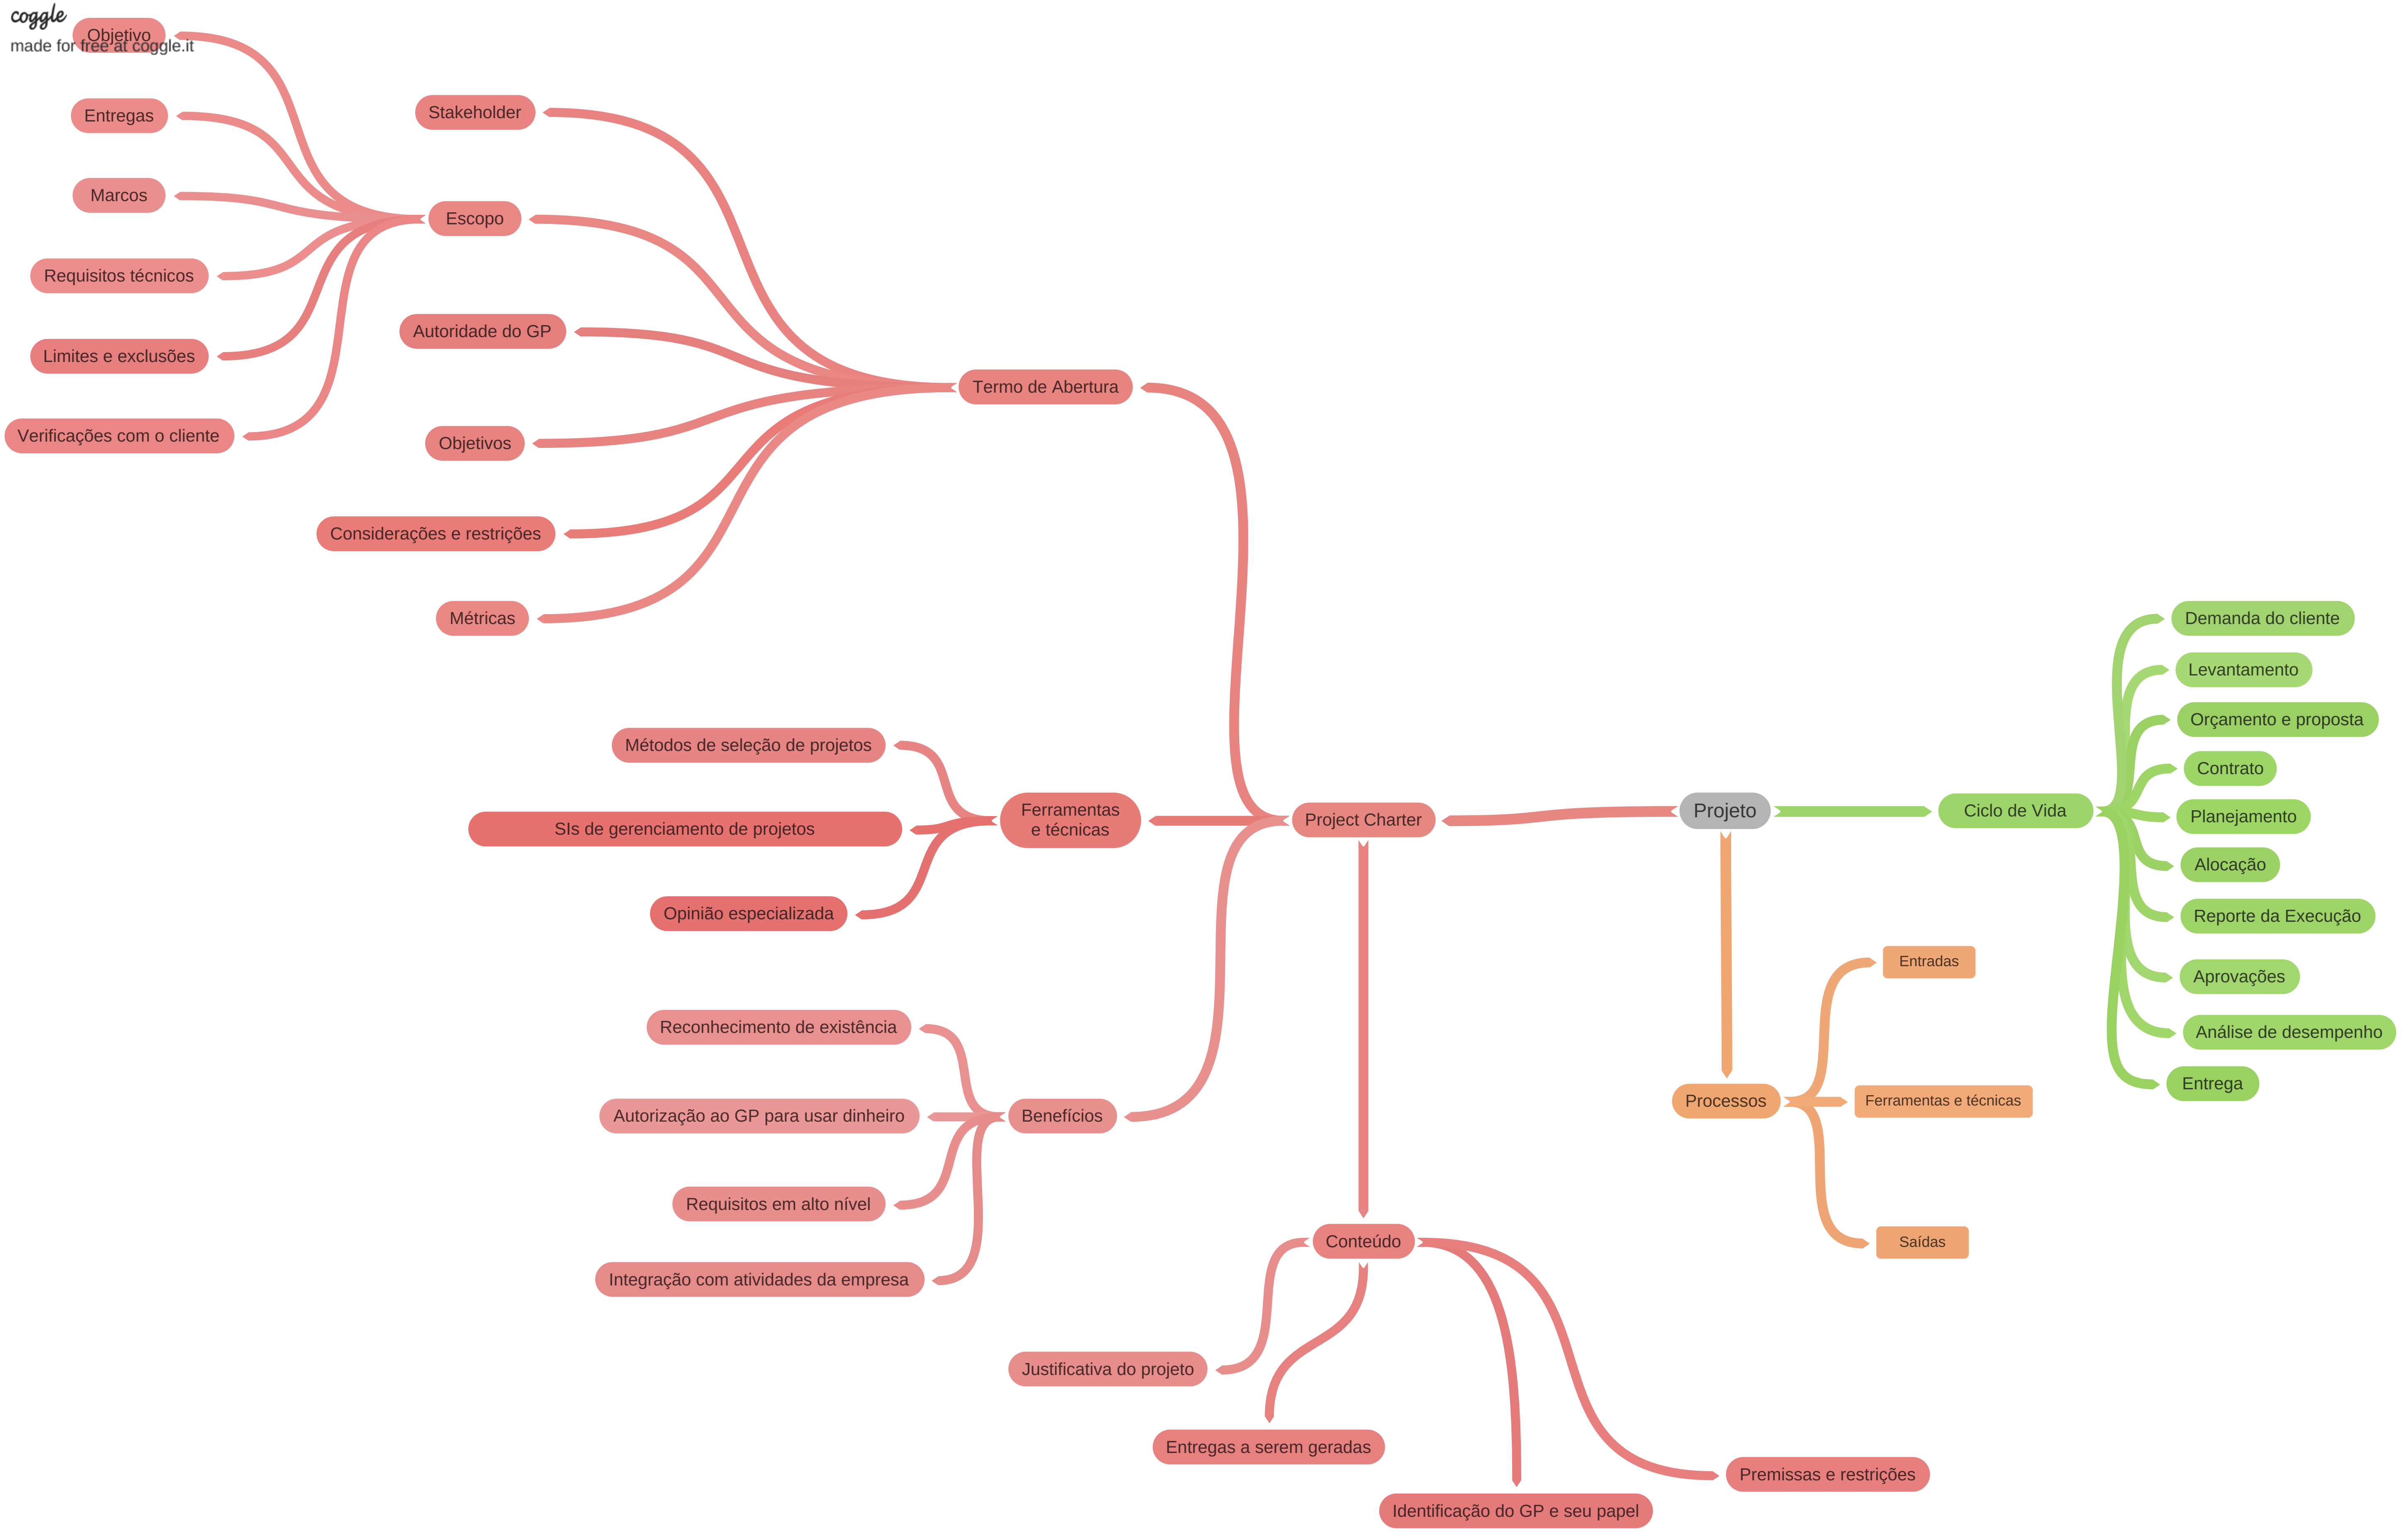 coggle
made for free at coggle.it
Objetivo
Entregas
Marcos
Requisitos técnicos
Limites e exclusões
Verificações com o cliente
Stakeholder
Escopo
Autoridade do GP
Objetivos
Considerações e restrições
Métricas
Termo de Abertura
Métodos de seleção de projetos
SIs de gerenciamento de projetos
Opinião especializada
Ferramentas
e técnicas
Reconhecimento de existência
Autorização ao GP para usar dinheiro
Requisitos em alto nível
Integração com atividades da empresa
Benefícios
Project Charter
Projeto
Conteúdo
Justificativa do projeto
Entregas a serem geradas
Identificação do GP e seu papel
Premissas e restrições
Processos
Entradas
Ferramentas e técnicas
Saídas
Ciclo de Vida
Demanda do cliente
Levantamento
Orçamento e proposta
Contrato
Planejamento
Alocação
Reporte da Execução
Aprovações
Análise de desempenho
Entrega